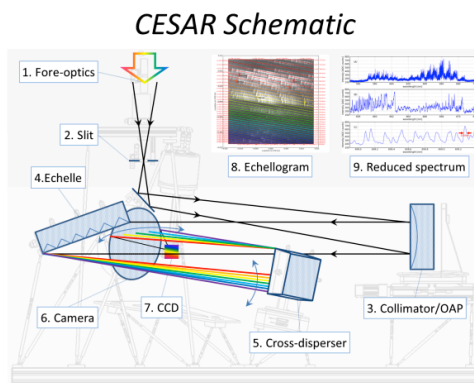 CESAR Schematic
1. Fore-optics
2. Slit
4.Echelle
8. Echellogram
9. Reduced spectrum
7. CCD
6. Camera
3. Collimator/OAP
5. Cross-disperser